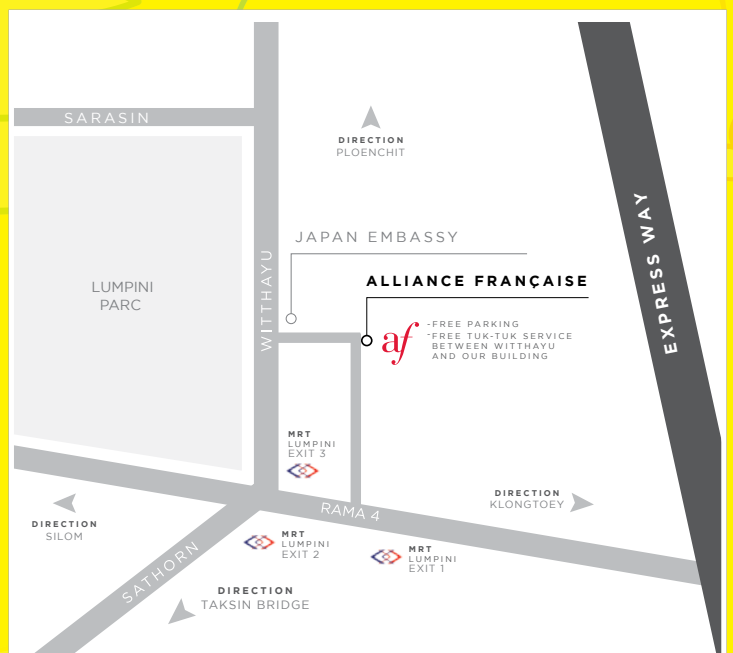 SARASIN
DIRECTION
PLOENCHIT
EXPRESS WAY
JAPAN EMBASSY
WITTHAYU
ALLIANCE FRANÇAISE
LUMPINI
PARC
af
-FREE PARKING
-FREE TUK-TUK SERVICE
BETWEEN WITTHAYU
AND OUR BUILDING
MRT
LUMPINI
EXIT 3
DIRECTION
SILOM
RAMA 4
DIRECTION
KLONGTOEY
SATHORN
MRT
LUMPINI
EXIT 2
MRT
LUMPINI
EXIT 1
DIRECTION
TAKSIN BRIDGE